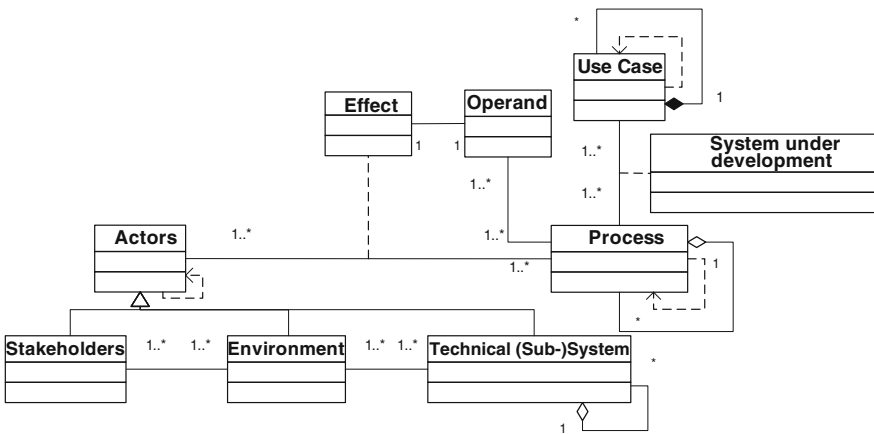 *
Use Case
1
Effect
Operand
1
1
System under
development
1..*
1..*
1..*
Actors
1..*
1..*
Process
1..*
1
*
Stakeholders
1..*
1..*
Environment
1..*
1..*
Technical (Sub-)System
*
1